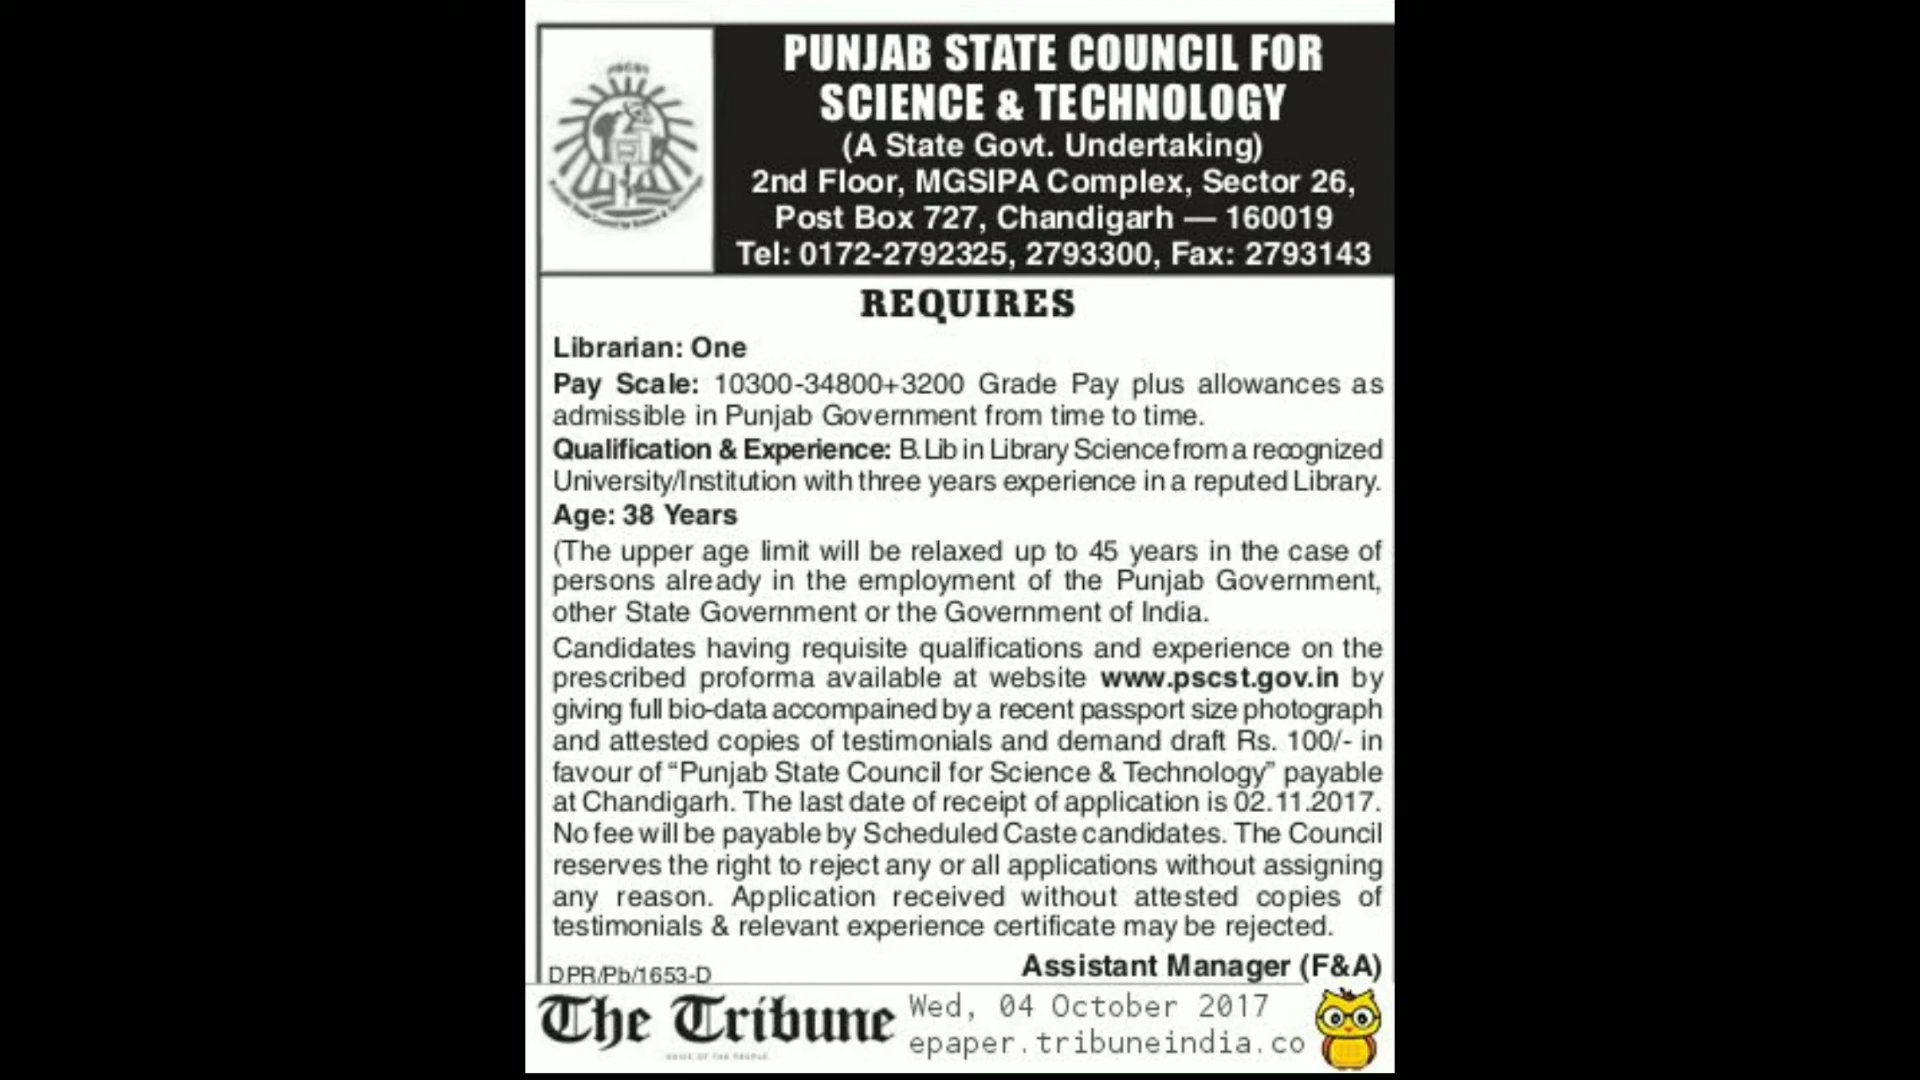 PSCST
PUNJAB STATE COUNCIL FOR
SCIENCE & TECHNOLOGY
(A State Govt. Undertaking)
2nd Floor, MGSIPA Complex, Sector 26,
Post Box 727, Chandigarh — 160019
Tel: 0172-2792325, 2793300, Fax: 2793143
REQUIRES
Librarian: One
Pay Scale: 10300-34800+3200 Grade Pay plus allowances as
admissible in Punjab Government from time to time.
Qualification & Experience: B.Lib in Library Science from a recognized
University/Institution with three years experience in a reputed Library.
Age: 38 Years
(The upper age limit will be relaxed up to 45 years in the case of
persons already in the employment of the Punjab Government,
other State Government or the Government of India.
Candidates having requisite qualifications and experience on the
prescribed proforma available at website www.pscst.gov.in by
giving full bio-data accompained by a recent passport size photograph
and attested copies of testimonials and demand draft Rs. 100/- in
favour of “Punjab State Council for Science & Technology” payable
at Chandigarh. The last date of receipt of application is 02.11.2017.
No fee will be payable by Scheduled Caste candidates. The Council
reserves the right to reject any or all applications without assigning
any reason. Application received without attested copies of
testimonials & relevant experience certificate may be rejected.
Assistant Manager (F&A)
DPR/Pb/1653-D
The Tribune
VOICE OF THE PEOPLE
Wed, 04 October 2017
epaper.tribuneindia.co